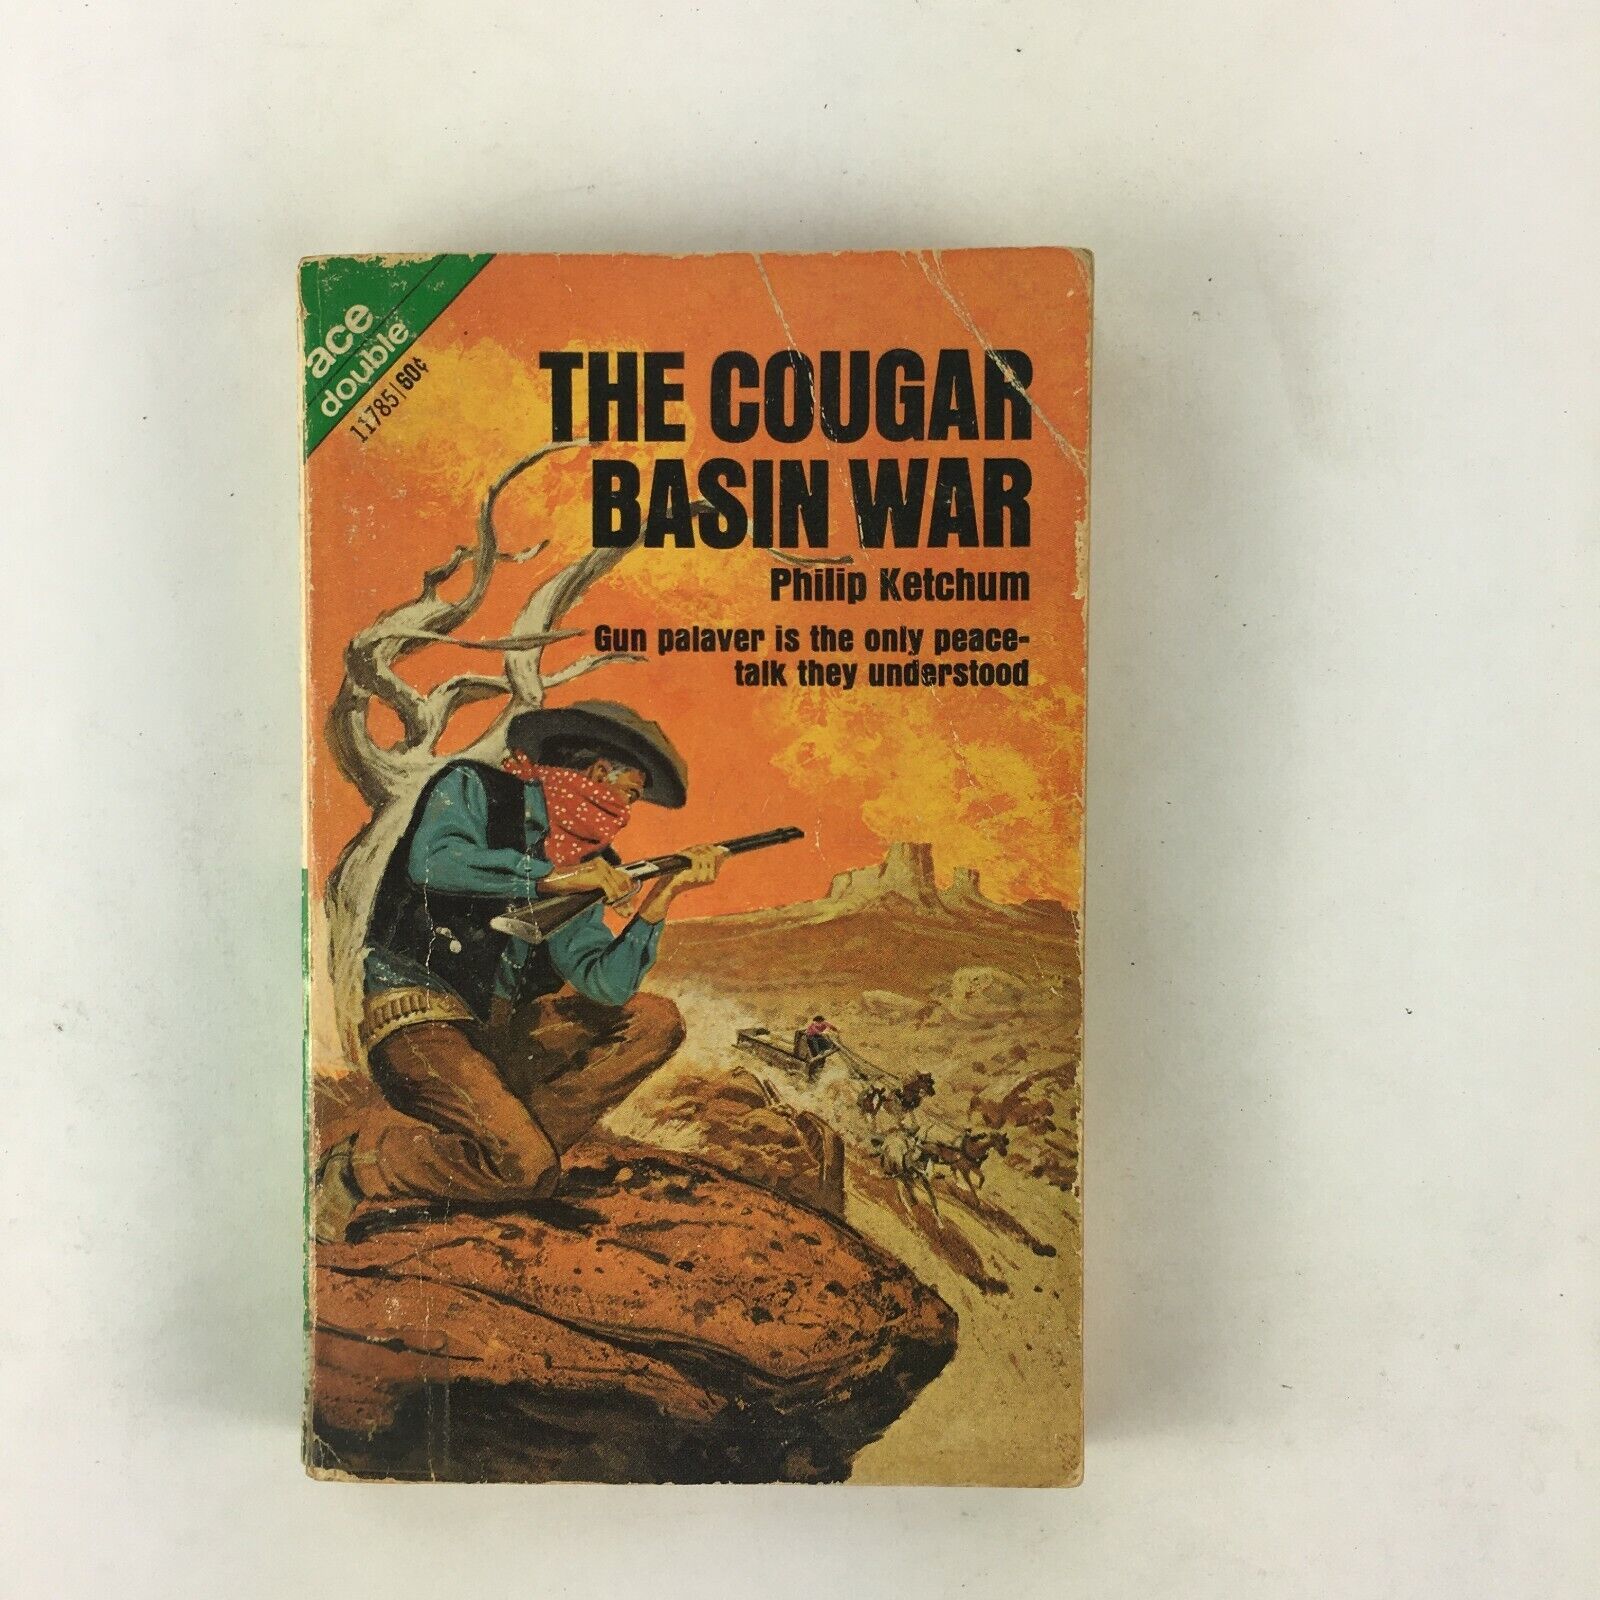 ace
double
11785|60¢
THE COUGAR
BASIN WAR
Philip Ketchum
Gun palaver is the only peace-
talk they understood